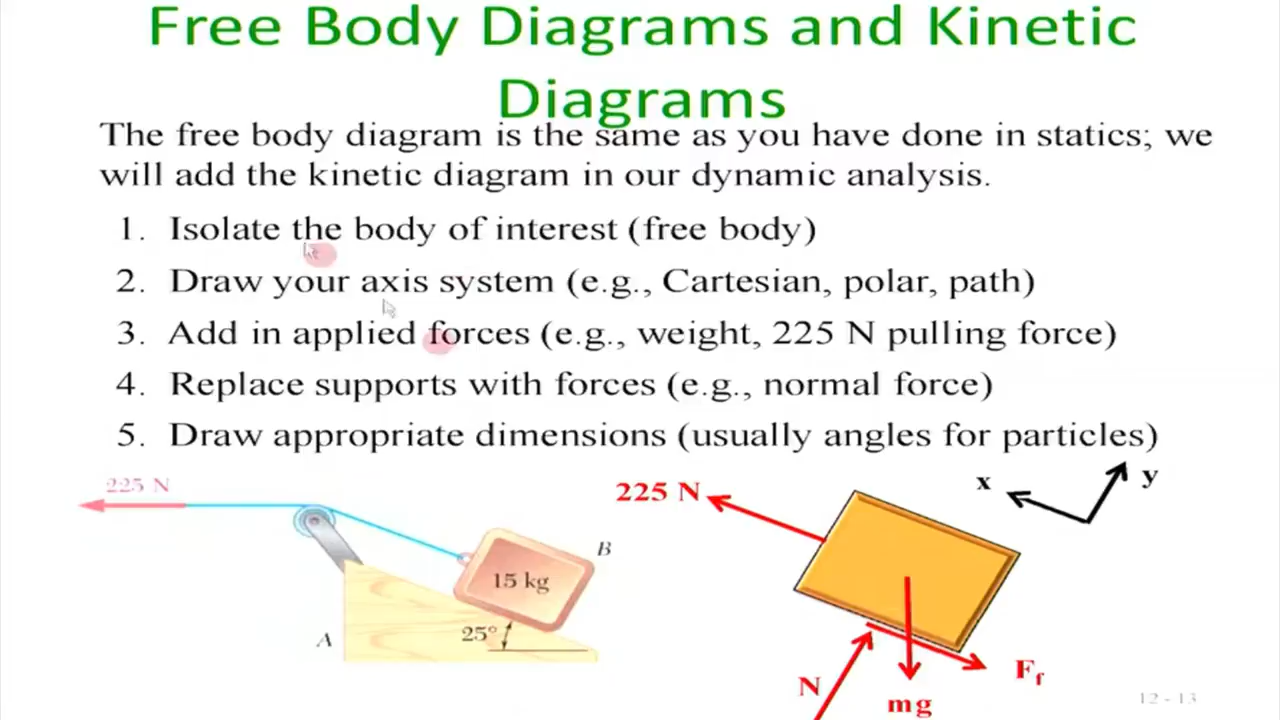 Free Body Diagrams and Kinetic
Diagrams
The free body diagram is the same as you have done in statics; we
will add the kinetic diagram in our dynamic analysis.
1. Isolate the body of interest (free body)
2. Draw your axis system (e.g., Cartesian, polar, path)
3. Add in applied forces (e.g., weight, 225 N pulling force)
4. Replace supports with forces (e.g., normal force)
5. Draw appropriate dimensions (usually angles for particles)
225 N
B
15 kg
25°
A
225 N
x
y
N
mg
Ff
12 - 13